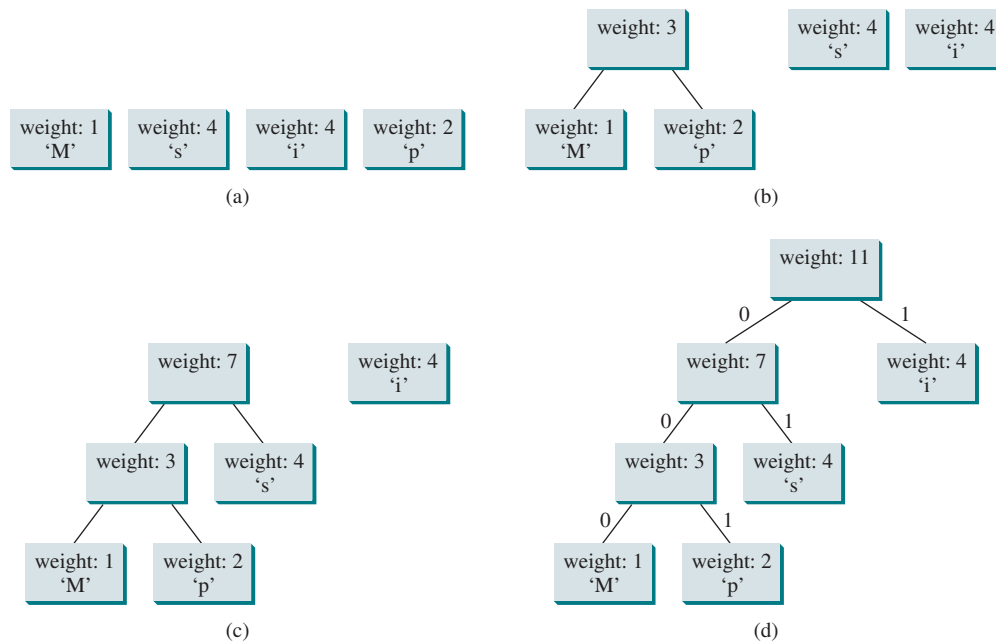 weight: 1
‘M’
weight: 4
‘s’
weight: 4
‘i’
weight: 2
‘p’
(a)
weight: 3
weight: 4
‘s’
weight: 4
‘i’
weight: 1
‘M’
weight: 2
‘p’
(b)
weight: 7
weight: 4
‘i’
weight: 3
weight: 4
‘s’
weight: 1
‘M’
weight: 2
‘p’
(c)
weight: 11
0
1
weight: 7
weight: 4
‘i’
0
1
weight: 3
weight: 4
‘s’
0
1
weight: 1
‘M’
weight: 2
‘p’
(d)